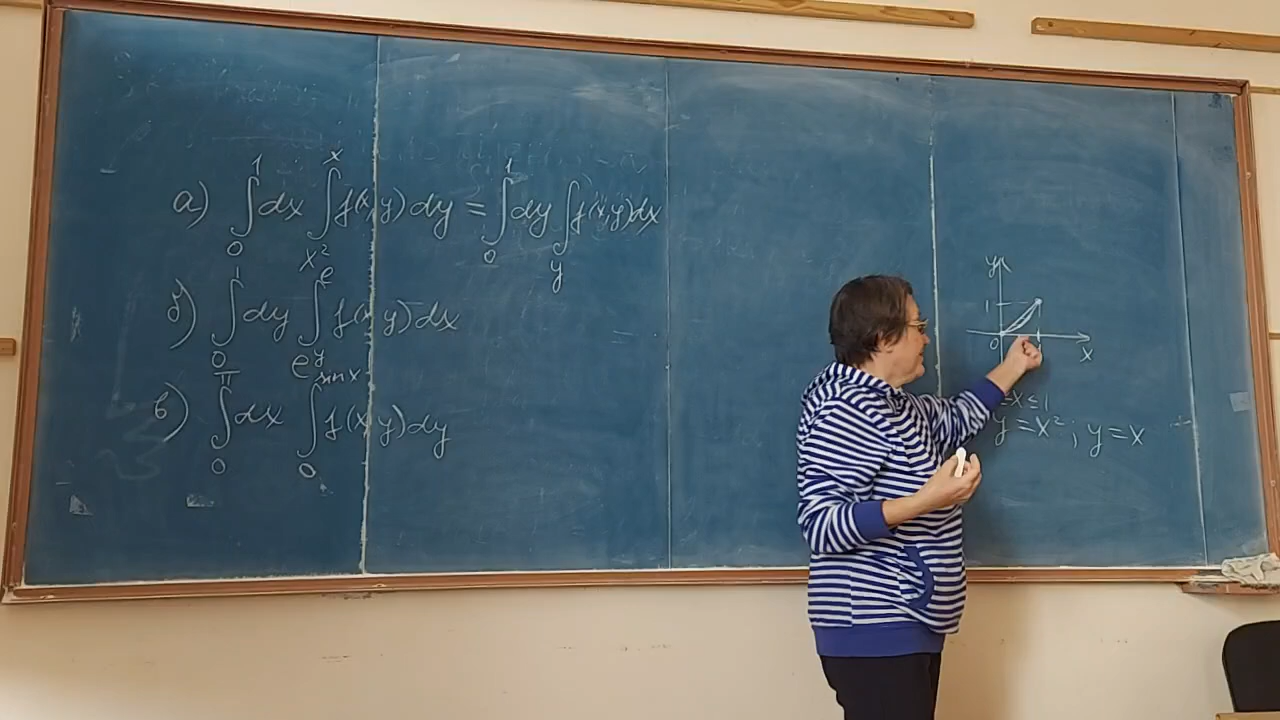 а) ∫₀¹ dx ∫_{x²}^{x} f(x,y) dy = ∫₀¹ dy ∫_y f(x,y) dx
б) ∫₀¹ dy ∫_{e^y}^{e} f(x,y) dx
в) ∫₀^π dx ∫₀^{sin x} f(x,y) dy
y
1
0
x
≤x≤1
y=x²; y=x